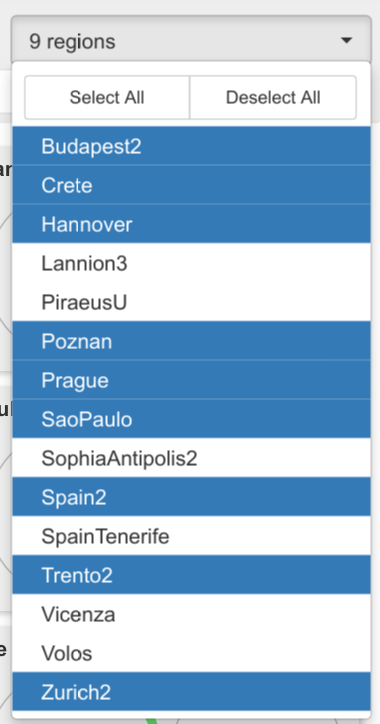 9 regions
Select All
Deselect All
Budapest2
Crete
Hannover
Lannion3
PiraeusU
Poznan
Prague
SaoPaulo
SophiaAntipolis2
Spain2
SpainTenerife
Trento2
Vicenza
Volos
Zurich2